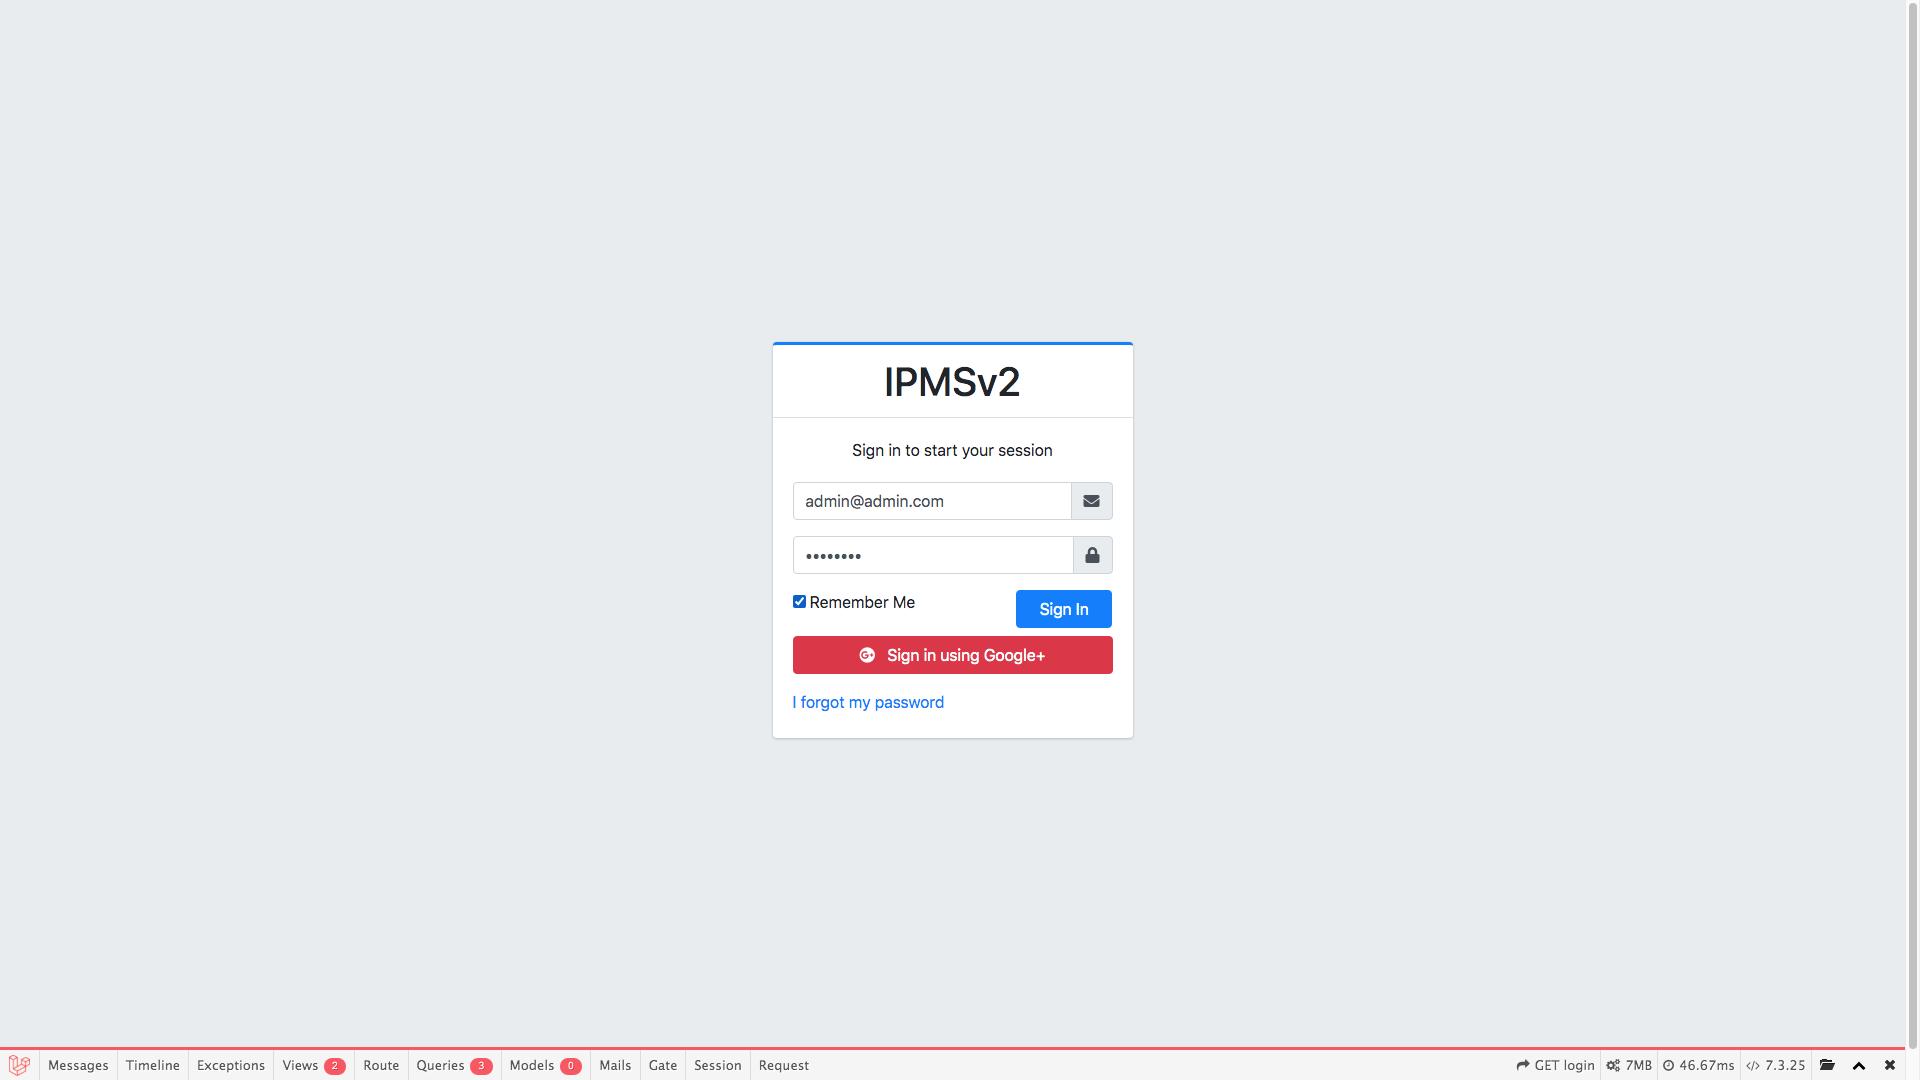 IPMSv2
Sign in to start your session
admin@admin.com
••••••••
Remember Me
Sign In
Sign in using Google+
I forgot my password
Messages Timeline Exceptions Views 2 Route Queries 3 Models 0 Mails Gate Session Request GET login 7MB 46.67ms 7.3.25